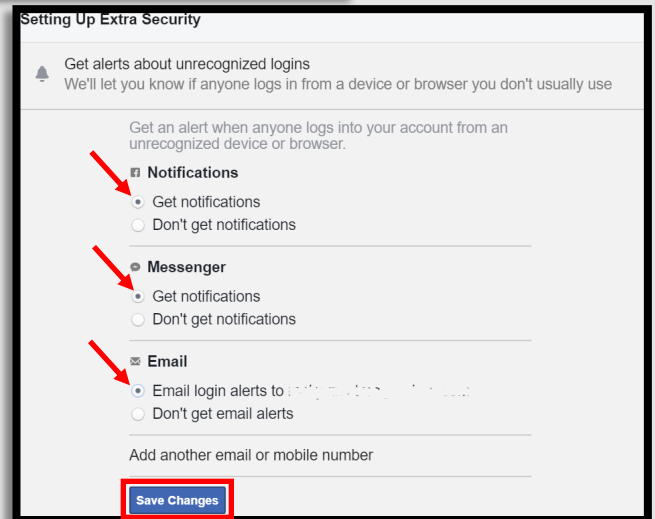 Setting Up Extra Security
Get alerts about unrecognized logins
We'll let you know if anyone logs in from a device or browser you don't usually use
Get an alert when anyone logs into your account from an
unrecognized device or browser.
Notifications
Get notifications
Don't get notifications
Messenger
Get notifications
Don't get notifications
Email
Email login alerts to
Don't get email alerts
Add another email or mobile number
Save Changes